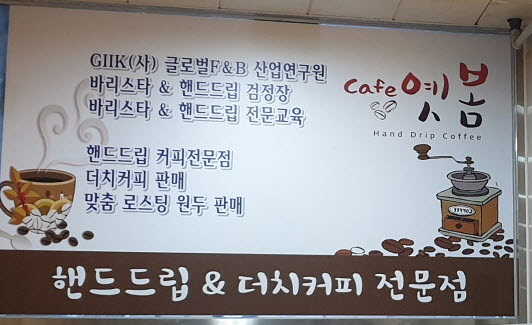 GIIK(사) 글로벌F&B 산업연구원
바리스타 & 핸드드립 검정장
바리스타 & 핸드드립 전문교육
핸드드립 커피전문점
더치커피 판매
맞춤 로스팅 원두 판매
cafe 옛봄
Hand Drip Coffee
COFFEE
핸드드립 & 더치커피 전문점